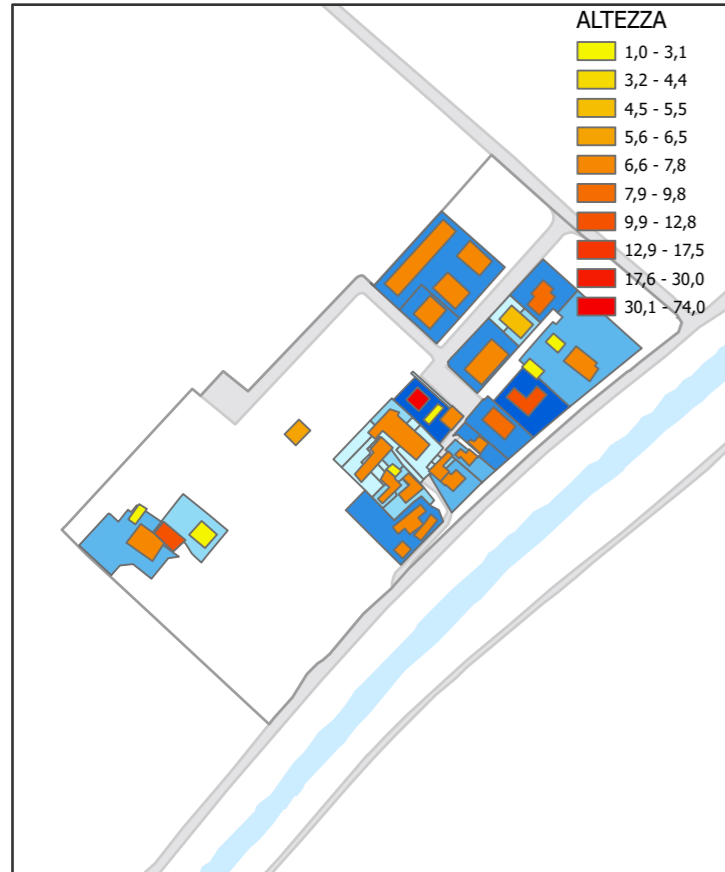 ALTEZZA
1,0 - 3,1
3,2 - 4,4
4,5 - 5,5
5,6 - 6,5
6,6 - 7,8
7,9 - 9,8
9,9 - 12,8
12,9 - 17,5
17,6 - 30,0
30,1 - 74,0